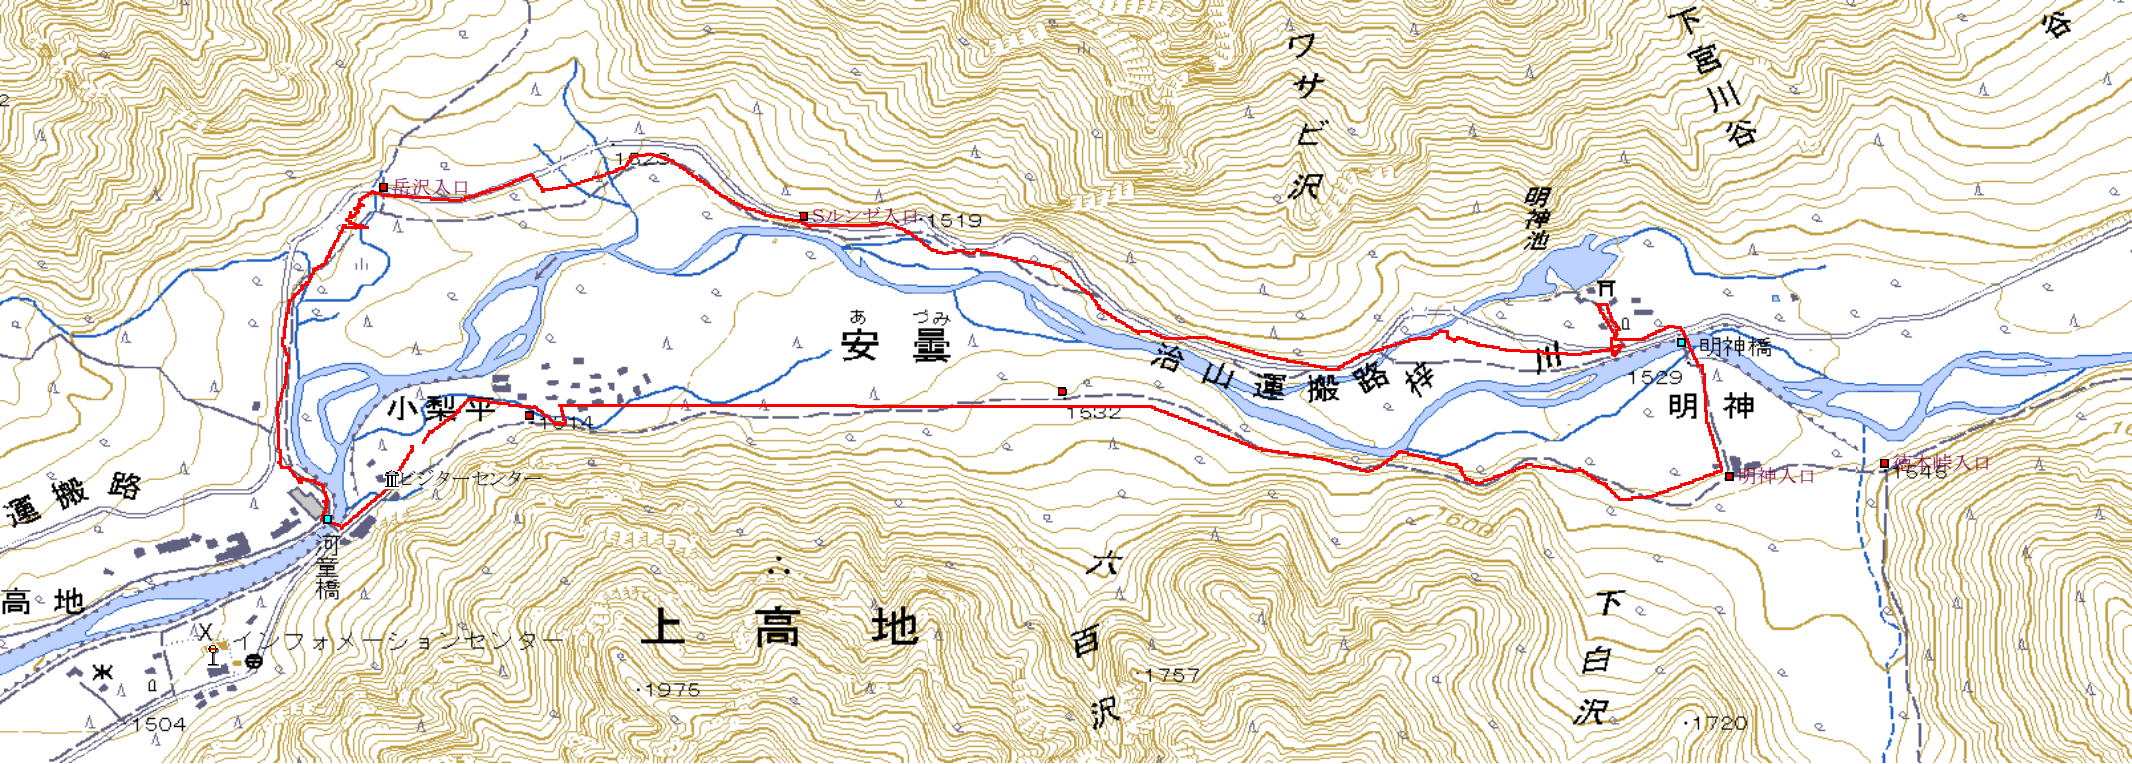 ワサビ沢
下宮川谷
谷
岳沢入口
Sルンゼ入口
1519
明神池
あづみ
安曇
治山運搬路
梓川
明神橋
1529
明神
小梨平
1514
1532
ビジターセンター
明神入口
徳本峠入口
1548
運搬路
1600
河童橋
高地
上高地
六百沢
下白沢
インフォメーションセンター
1975
1757
1504
1720